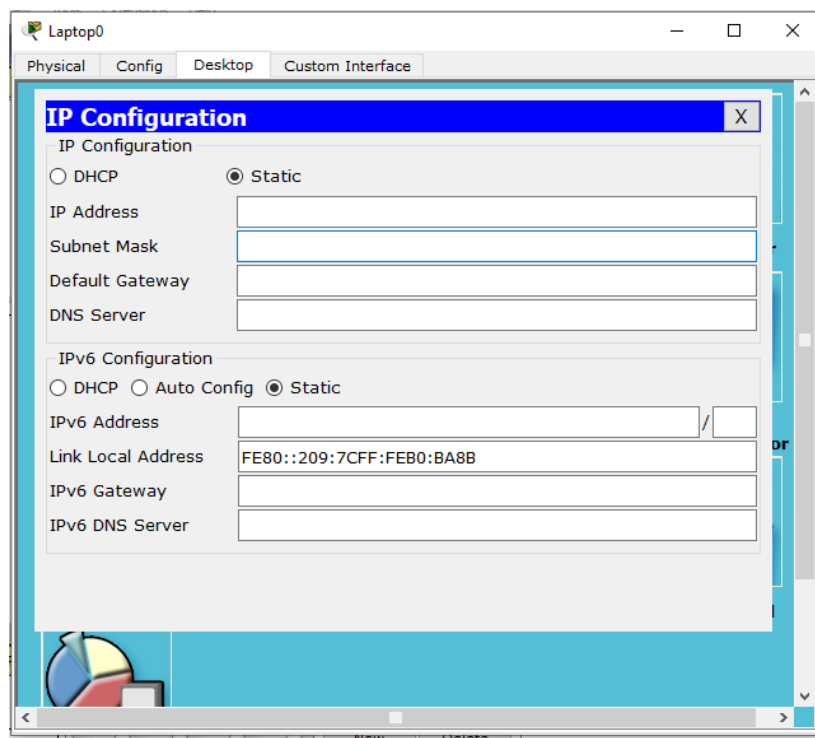 Laptop0
Physical Config Desktop Custom Interface
IP Configuration X
IP Configuration
DHCP Static
IP Address
Subnet Mask
Default Gateway
DNS Server
IPv6 Configuration
DHCP Auto Config Static
IPv6 Address /
Link Local Address FE80::209:7CFF:FEB0:BA8B
IPv6 Gateway
IPv6 DNS Server
or